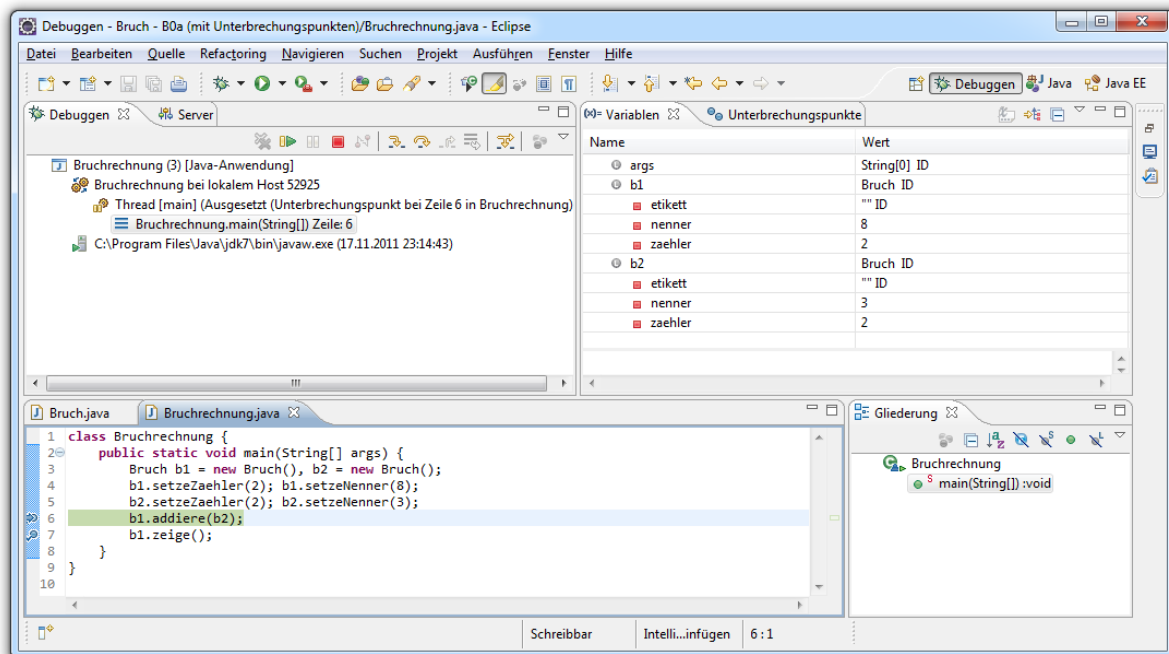 Debuggen - Bruch - B0a (mit Unterbrechungspunkten)/Bruchrechnung.java - Eclipse
Datei Bearbeiten Quelle Refactoring Navigieren Suchen Projekt Ausführen Fenster Hilfe
Debuggen Java Java EE
Debuggen Server
Bruchrechnung (3) [Java-Anwendung]
Bruchrechnung bei lokalem Host 52925
Thread [main] (Ausgesetzt (Unterbrechungspunkt bei Zeile 6 in Bruchrechnung)
Bruchrechnung.main(String[]) Zeile: 6
C:\Program Files\Java\jdk7\bin\javaw.exe (17.11.2011 23:14:43)
(x)= Variablen Unterbrechungspunkte
Name Wert
args String[0] ID
b1 Bruch ID
etikett "" ID
nenner 8
zaehler 2
b2 Bruch ID
etikett "" ID
nenner 3
zaehler 2
Bruch.java Bruchrechnung.java
1 class Bruchrechnung {
2 public static void main(String[] args) {
3 Bruch b1 = new Bruch(), b2 = new Bruch();
4 b1.setzeZaehler(2); b1.setzeNenner(8);
5 b2.setzeZaehler(2); b2.setzeNenner(3);
6 b1.addiere(b2);
7 b1.zeige();
8 }
9 }
10
Gliederung
Bruchrechnung
S main(String[]) :void
Schreibbar Intelli...infügen 6 : 1